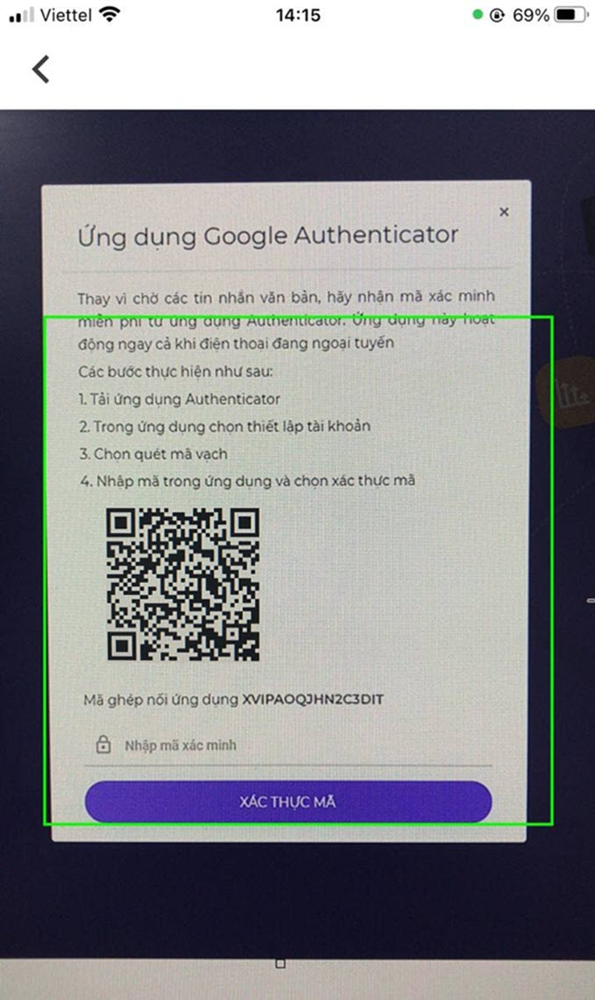 Viettel 14:15 69%
×
Ứng dụng Google Authenticator
Thay vì chờ các tin nhắn văn bản, hãy nhận mã xác minh
miễn phí từ ứng dụng Authenticator. Ứng dụng này hoạt
động ngay cả khi điện thoại đang ngoại tuyến
Các bước thực hiện như sau:
1. Tải ứng dụng Authenticator
2. Trong ứng dụng chọn thiết lập tài khoản
3. Chọn quét mã vạch
4. Nhập mã trong ứng dụng và chọn xác thực mã
Mã ghép nối ứng dụng XVIPAOQJHN2C3DIT
Nhập mã xác minh
XÁC THỰC MÃ